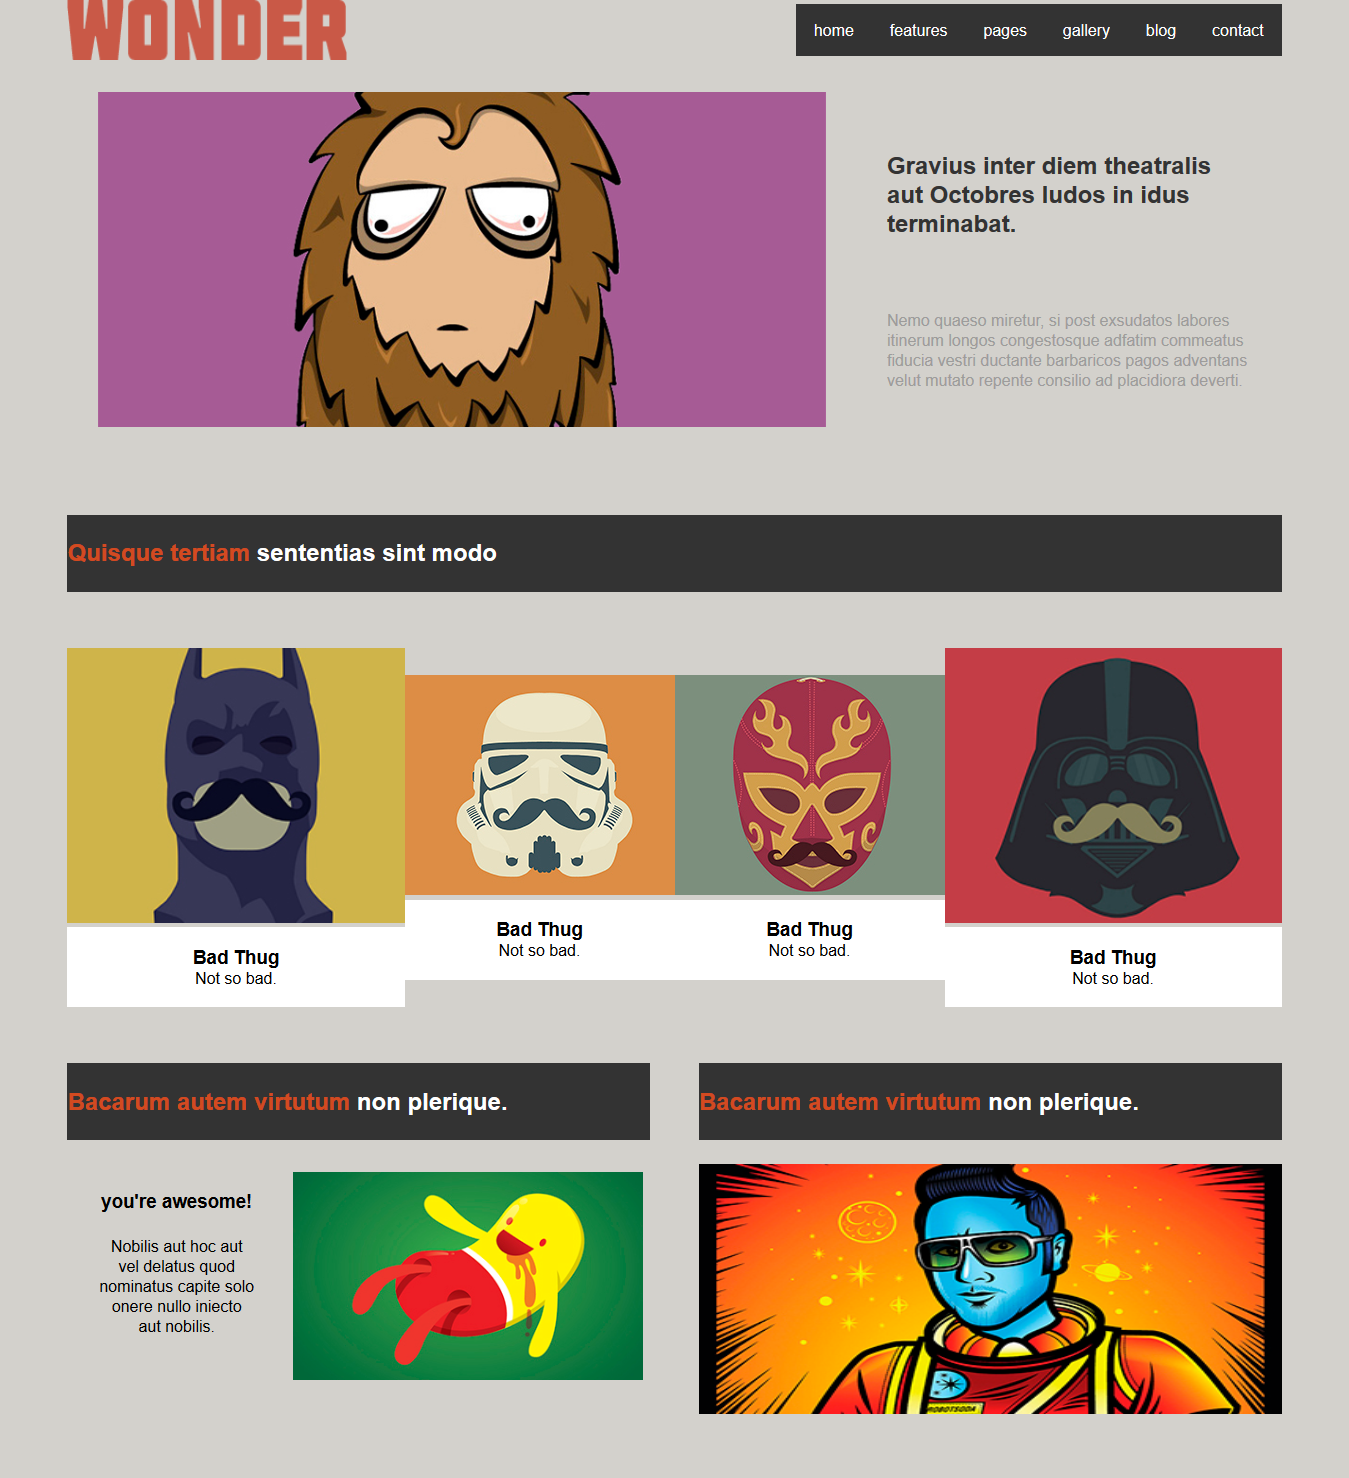 WONDER
home features pages gallery blog contact
Gravius inter diem theatralis
aut Octobres ludos in idus
terminabat.
Nemo quaeso miretur, si post exsudatos labores
itinerum longos congestosque adfatim commeatus
fiducia vestri ductante barbaricos pagos adventans
velut mutato repente consilio ad placidiora deverti.
Quisque tertiam sententias sint modo
Bad Thug
Not so bad.
Bad Thug
Not so bad.
Bad Thug
Not so bad.
Bad Thug
Not so bad.
Bacarum autem virtutum non plerique.
you're awesome!
Nobilis aut hoc aut
vel delatus quod
nominatus capite solo
onere nullo iniecto
aut nobilis.
Bacarum autem virtutum non plerique.
ROBOTSODA